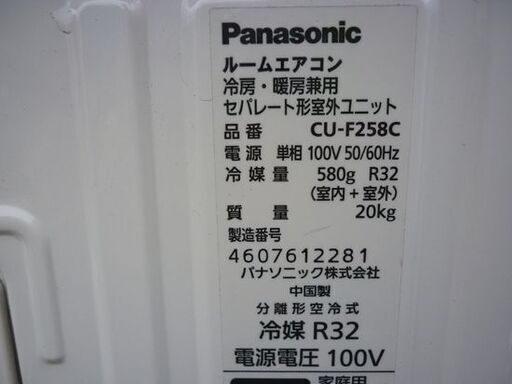 Panasonic
ルームエアコン
冷房・暖房兼用
セパレート形室外ユニット
品番 CU-F258C
電源 単相 100V 50/60Hz
冷媒量 580g R32
(室内+室外)
質量 20kg
製造番号
4607612281
パナソニック株式会社
中国製
分離形空冷式
冷媒 R32
電源電圧 100V
家庭用